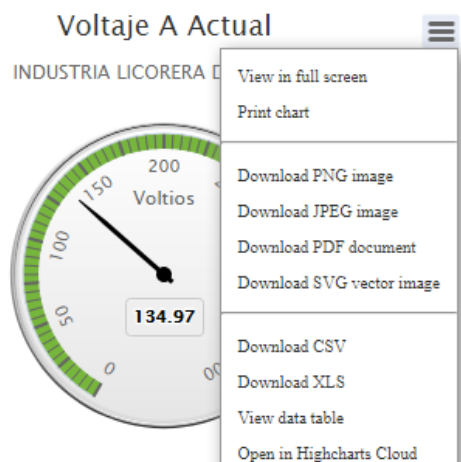 Voltaje A Actual
INDUSTRIA LICORERA
View in full screen
Print chart
Download PNG image
Download JPEG image
Download PDF document
Download SVG vector image
Download CSV
Download XLS
View data table
Open in Highcharts Cloud
200
150
Voltios
100
134.97
50
0
00